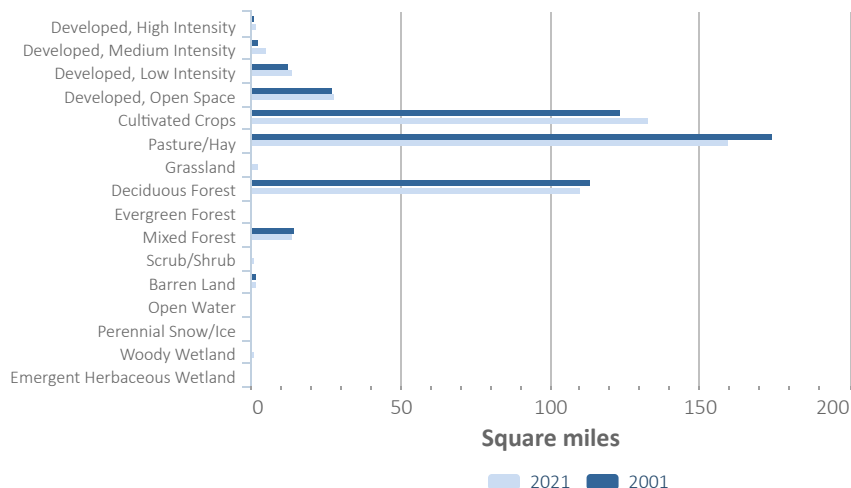 Developed, High Intensity
Developed, Medium Intensity
Developed, Low Intensity
Developed, Open Space
Cultivated Crops
Pasture/Hay
Grassland
Deciduous Forest
Evergreen Forest
Mixed Forest
Scrub/Shrub
Barren Land
Open Water
Perennial Snow/Ice
Woody Wetland
Emergent Herbaceous Wetland
0 50 100 150 200
Square miles
2021 2001